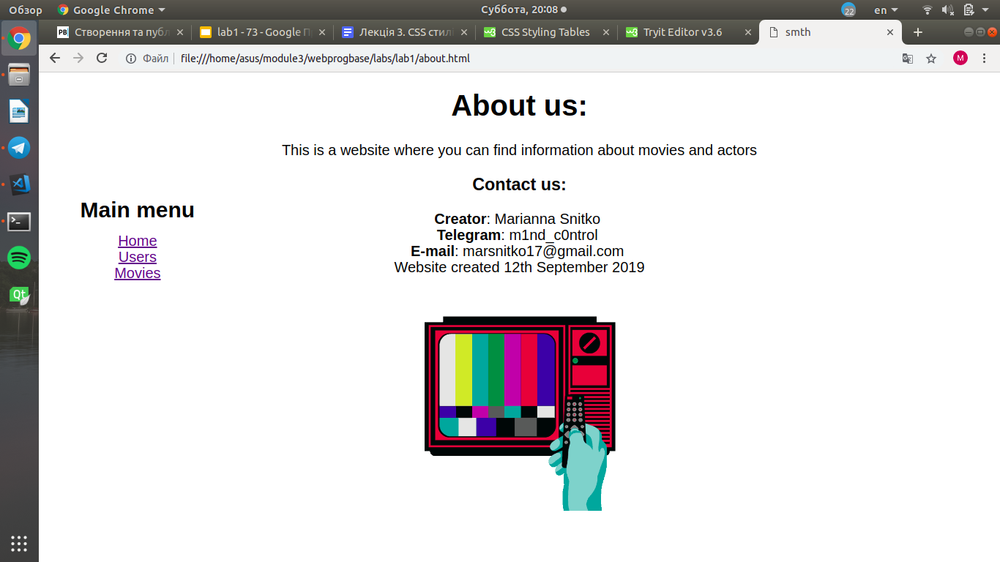 Обзор
Google Chrome
Суббота, 20:08
22
en
PB
Створення та публ
lab1 - 73 - Google П
Лекція 3. CSS стил
CSS Styling Tables
Tryit Editor v3.6
smth
Файл
file:///home/asus/module3/webprogbase/labs/lab1/about.html
M
About us:
This is a website where you can find information about movies and actors
Contact us:
Main menu
Home
Users
Movies
Creator: Marianna Snitko
Telegram: m1nd_c0ntrol
E-mail: marsnitko17@gmail.com
Website created 12th September 2019
Qt